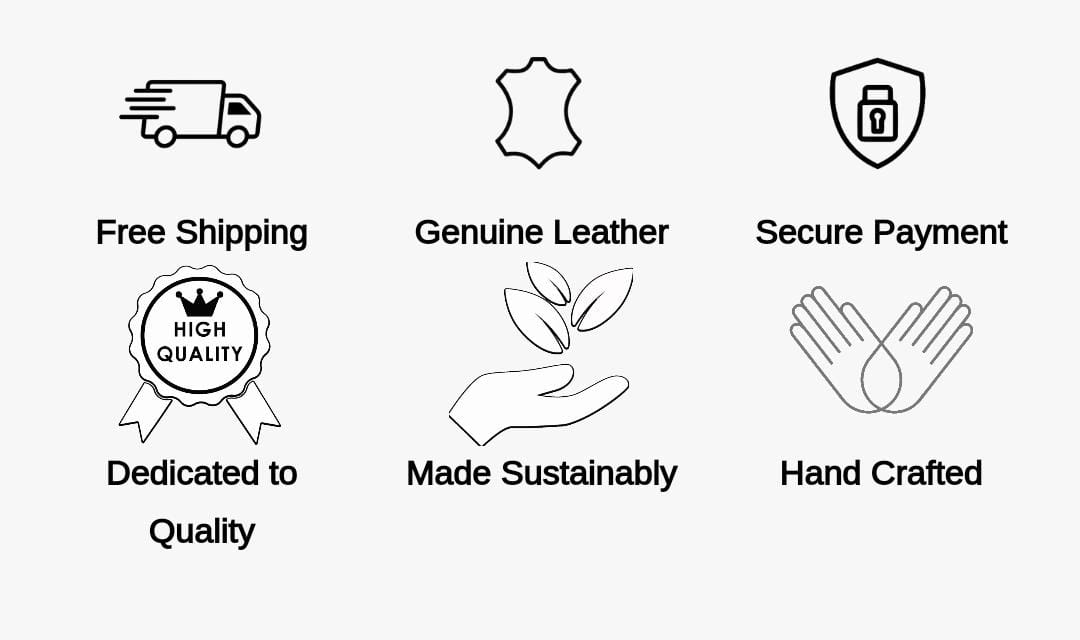 Free Shipping
Genuine Leather
Secure Payment
HIGH
QUALITY
Dedicated to
Quality
Made Sustainably
Hand Crafted